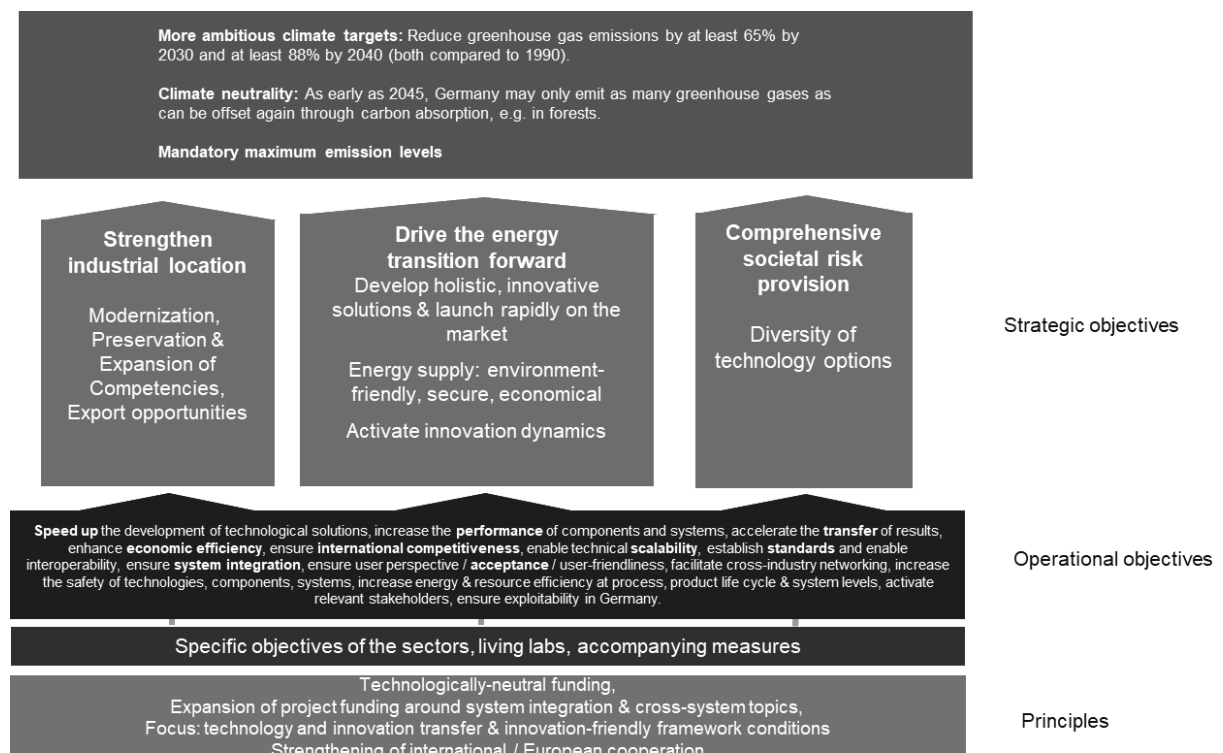 More ambitious climate targets: Reduce greenhouse gas emissions by at least 65% by
2030 and at least 88% by 2040 (both compared to 1990).
Climate neutrality: As early as 2045, Germany may only emit as many greenhouse gases as
can be offset again through carbon absorption, e.g. in forests.
Mandatory maximum emission levels
Strengthen
industrial location
Modernization,
Preservation &
Expansion of
Competencies,
Export opportunities
Drive the energy
transition forward
Develop holistic, innovative
solutions & launch rapidly on the
market
Energy supply: environment-
friendly, secure, economical
Activate innovation dynamics
Comprehensive
societal risk
provision
Diversity of
technology options
Strategic objectives
Speed up the development of technological solutions, increase the performance of components and systems, accelerate the transfer of results,
enhance economic efficiency, ensure international competitiveness, enable technical scalability, establish standards and enable
interoperability, ensure system integration, ensure user perspective / acceptance / user-friendliness, facilitate cross-industry networking, increase
the safety of technologies, components, systems, increase energy & resource efficiency at process, product life cycle & system levels, activate
relevant stakeholders, ensure exploitability in Germany.
Operational objectives
Specific objectives of the sectors, living labs, accompanying measures
Technologically-neutral funding,
Expansion of project funding around system integration & cross-system topics,
Focus: technology and innovation transfer & innovation-friendly framework conditions
Strengthening of international / European cooperation
Principles